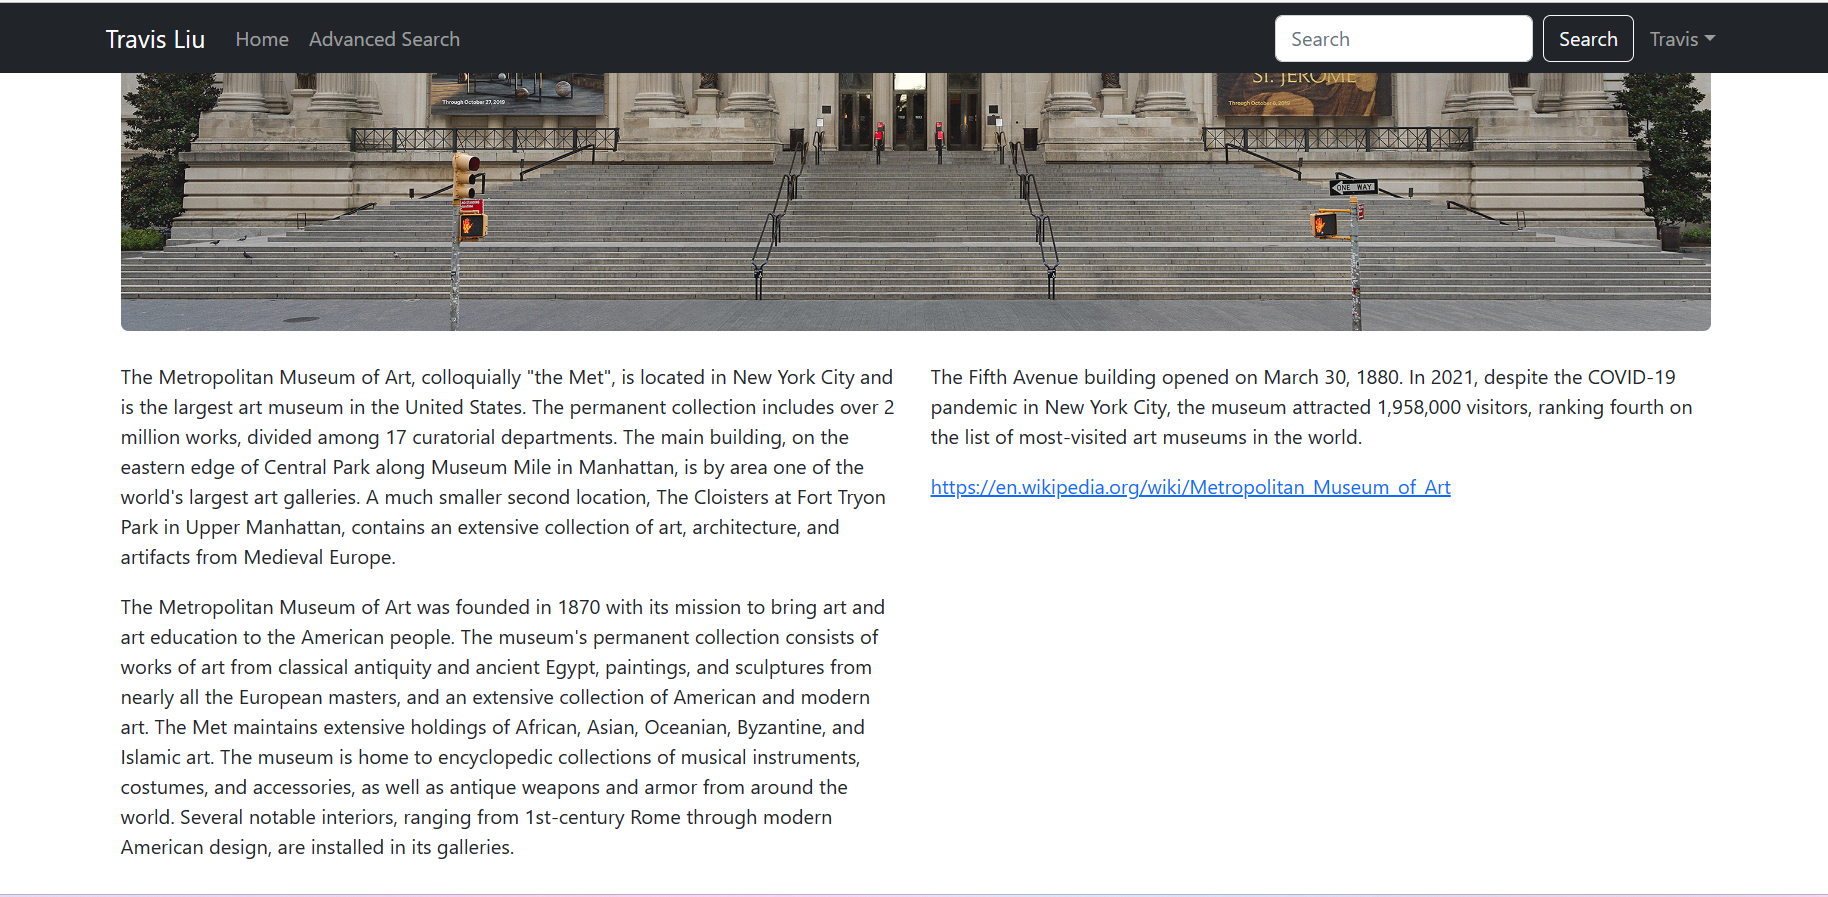 Travis Liu Home Advanced Search Search Search Travis
ST. JEROME
Through October 27, 2019
Through October 6, 2019
ONE WAY
The Metropolitan Museum of Art, colloquially "the Met", is located in New York City and
is the largest art museum in the United States. The permanent collection includes over 2
million works, divided among 17 curatorial departments. The main building, on the
eastern edge of Central Park along Museum Mile in Manhattan, is by area one of the
world's largest art galleries. A much smaller second location, The Cloisters at Fort Tryon
Park in Upper Manhattan, contains an extensive collection of art, architecture, and
artifacts from Medieval Europe.
The Metropolitan Museum of Art was founded in 1870 with its mission to bring art and
art education to the American people. The museum's permanent collection consists of
works of art from classical antiquity and ancient Egypt, paintings, and sculptures from
nearly all the European masters, and an extensive collection of American and modern
art. The Met maintains extensive holdings of African, Asian, Oceanian, Byzantine, and
Islamic art. The museum is home to encyclopedic collections of musical instruments,
costumes, and accessories, as well as antique weapons and armor from around the
world. Several notable interiors, ranging from 1st-century Rome through modern
American design, are installed in its galleries.
The Fifth Avenue building opened on March 30, 1880. In 2021, despite the COVID-19
pandemic in New York City, the museum attracted 1,958,000 visitors, ranking fourth on
the list of most-visited art museums in the world.
https://en.wikipedia.org/wiki/Metropolitan_Museum_of_Art